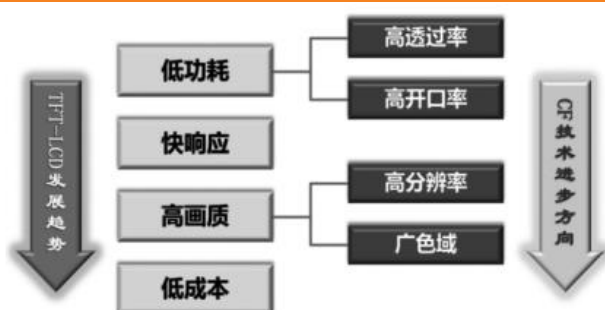 TFT-LCD发展趋势
低功耗
快响应
高画质
低成本
高透过率
高开口率
高分辨率
广色域
CF技术进步方向